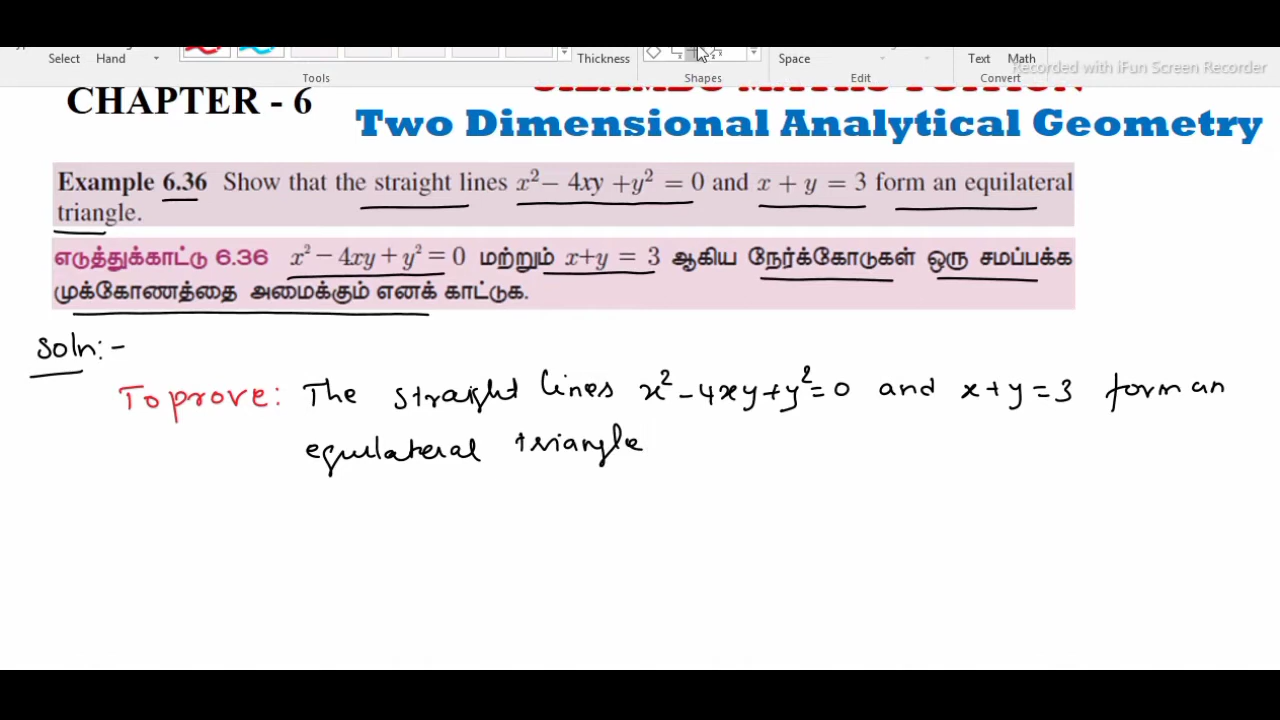 Select Hand Thickness Space Text Math
Recorded with iFun Screen Recorder
Tools Shapes Edit Convert
CHAPTER - 6
Two Dimensional Analytical Geometry
Example 6.36 Show that the straight lines x² − 4xy + y² = 0 and x + y = 3 form an equilateral
triangle.
எடுத்துக்காட்டு 6.36 x² − 4xy + y² = 0 மற்றும் x+y = 3 ஆகிய நேர்க்கோடுகள் ஒரு சமப்பக்க
முக்கோணத்தை அமைக்கும் எனக் காட்டுக.
Soln:-
To prove: The straight lines x² - 4xy + y² = 0 and x + y = 3 form an
equilateral triangle